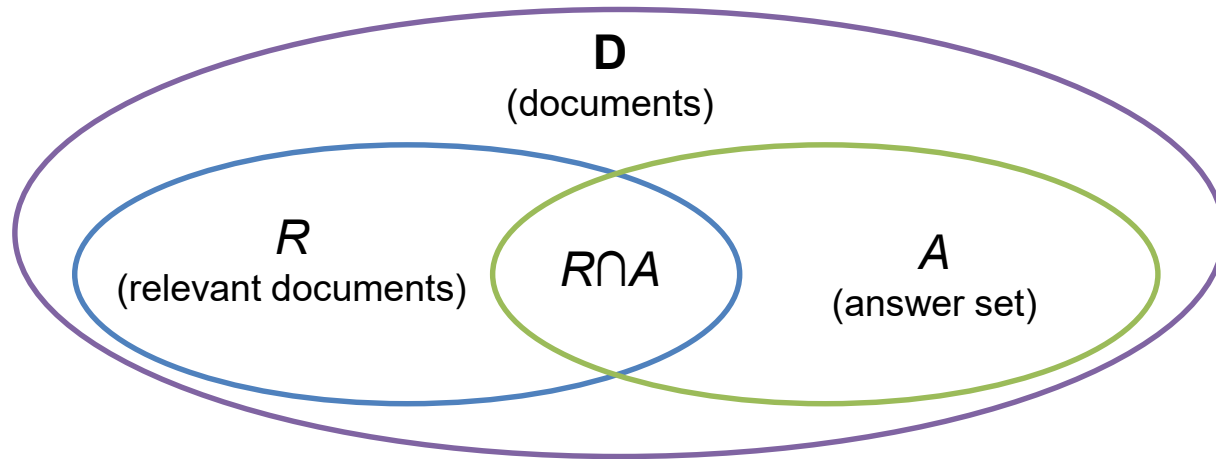 D
(documents)
R
(relevant documents)
R∩A
A
(answer set)